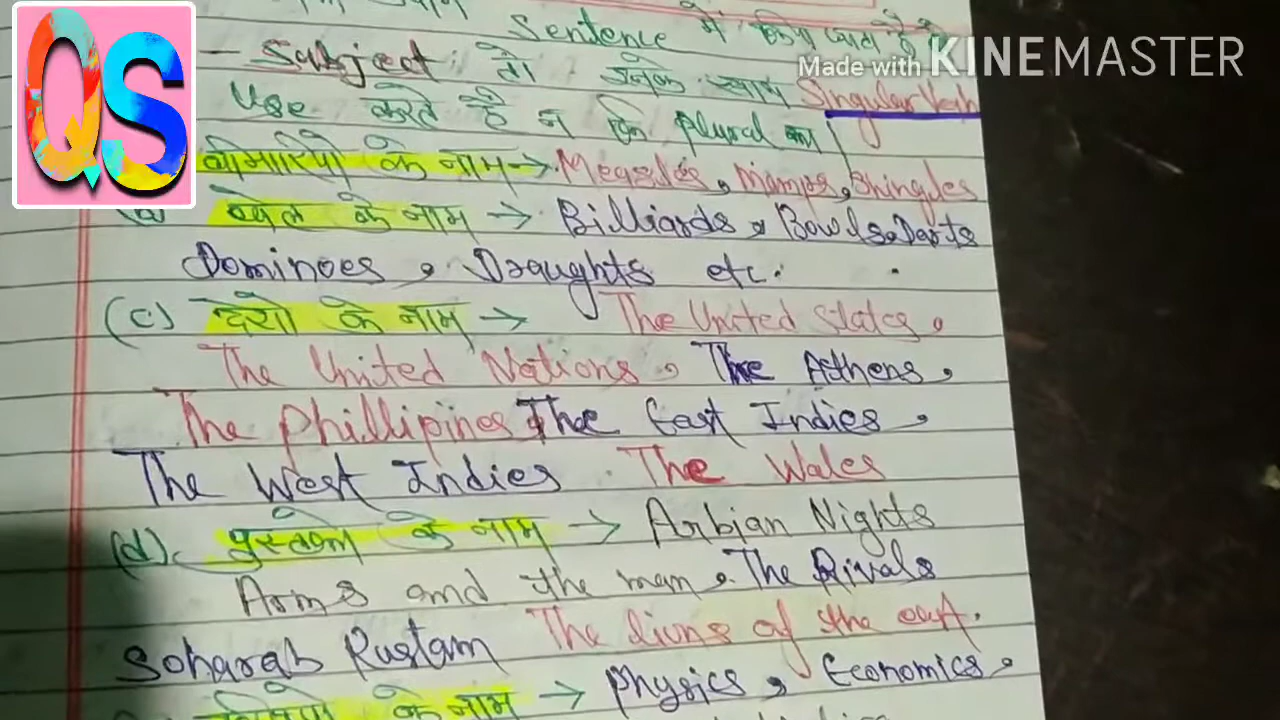 Sentence में किया जाता है
- Subject तो उनके साथ Singular Verb
Use करते है न कि plural का
बीमारियो के नाम → Measles, Mumps, Shingles
खेल के नाम → Billiards, Bowls, Darts
Dominoes, Draughts etc.
(c) देशो के नाम → The United States,
The United Nations, The Athens,
The Phillipines The East Indies,
The West Indies The Wales
(d) पुस्तको के नाम → Arbian Nights
Arms and the man, The Rivals
Soharab Rustam The lions of the
के नाम → Physics, Economics,
QS
Made with KINEMASTER